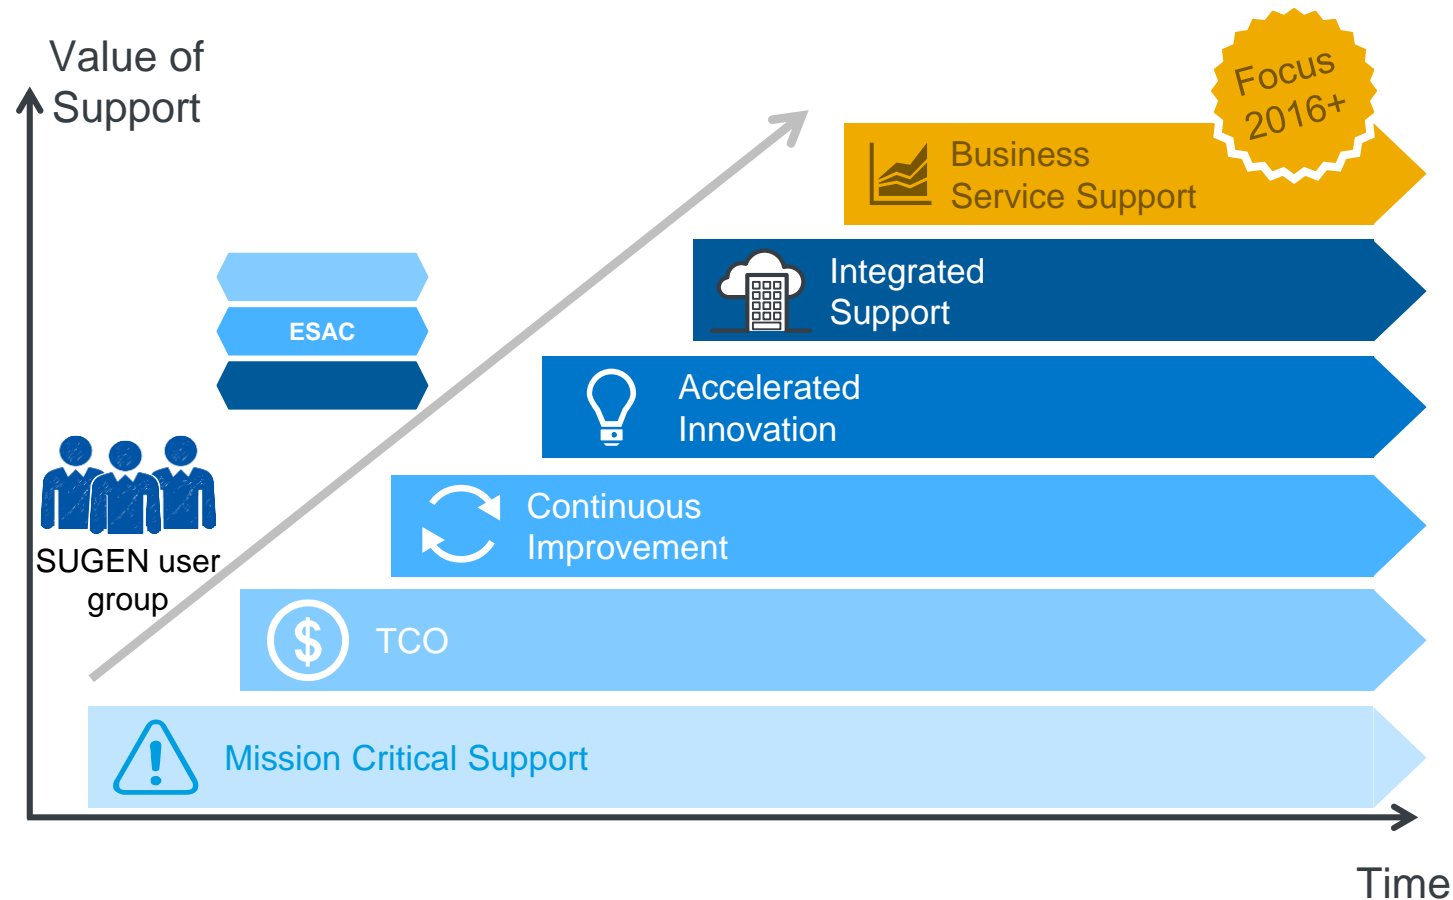 Value of
Support
Focus
2016+
Business
Service Support
Integrated
Support
ESAC
Accelerated
Innovation
Continuous
Improvement
SUGEN user
group
$ TCO
Mission Critical Support
Time